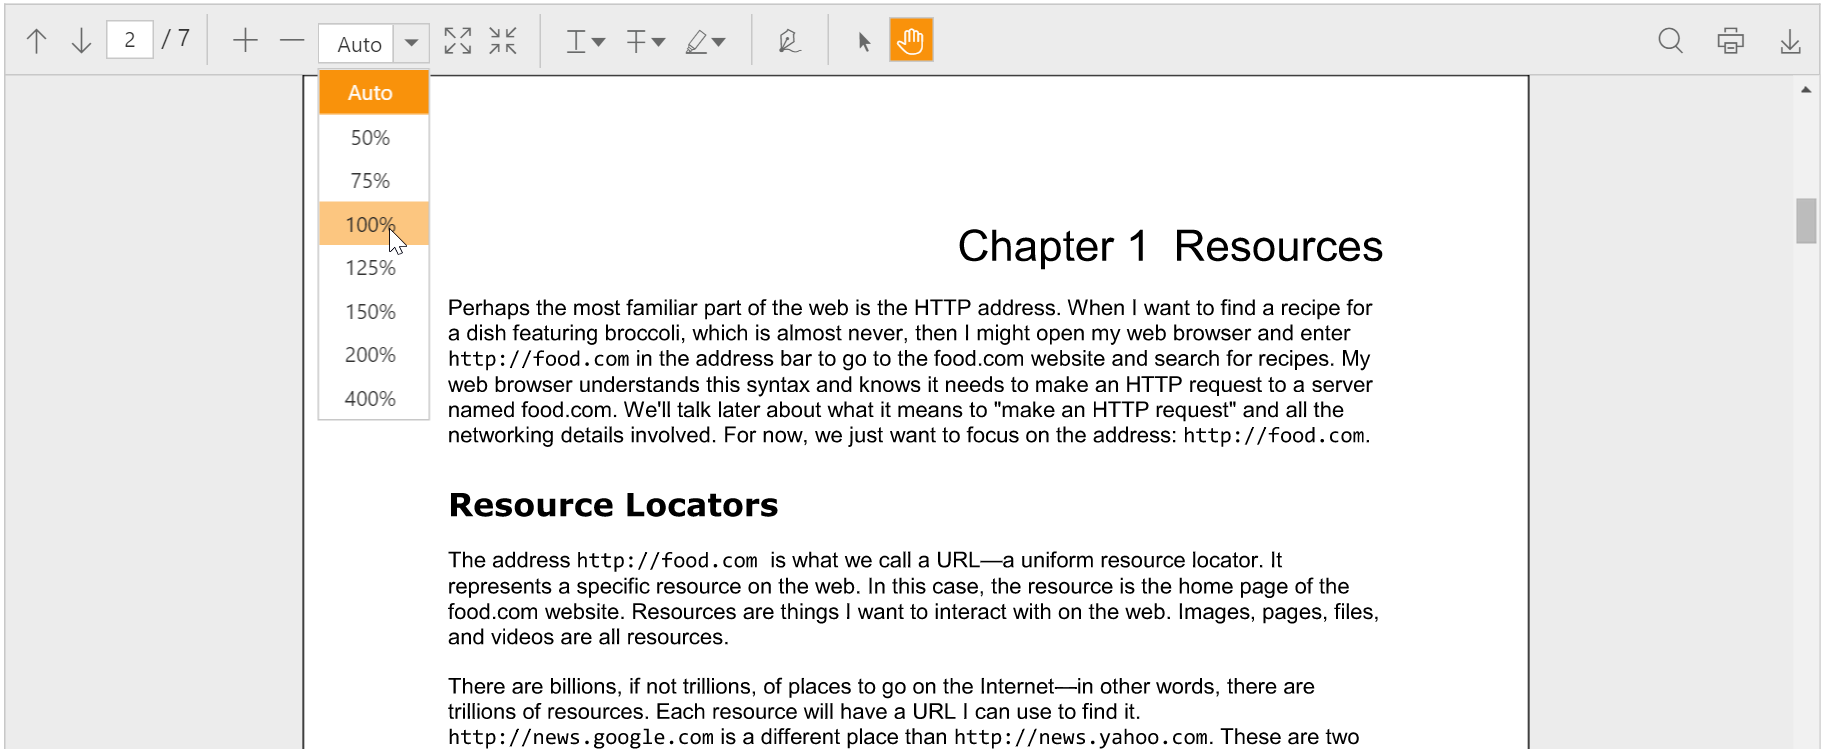 2 / 7
Auto
Auto
50%
75%
100%
125%
150%
200%
400%
Chapter 1 Resources
Perhaps the most familiar part of the web is the HTTP address. When I want to find a recipe for
a dish featuring broccoli, which is almost never, then I might open my web browser and enter
http://food.com in the address bar to go to the food.com website and search for recipes. My
web browser understands this syntax and knows it needs to make an HTTP request to a server
named food.com. We'll talk later about what it means to "make an HTTP request" and all the
networking details involved. For now, we just want to focus on the address: http://food.com.
Resource Locators
The address http://food.com is what we call a URL—a uniform resource locator. It
represents a specific resource on the web. In this case, the resource is the home page of the
food.com website. Resources are things I want to interact with on the web. Images, pages, files,
and videos are all resources.
There are billions, if not trillions, of places to go on the Internet—in other words, there are
trillions of resources. Each resource will have a URL I can use to find it.
http://news.google.com is a different place than http://news.yahoo.com. These are two